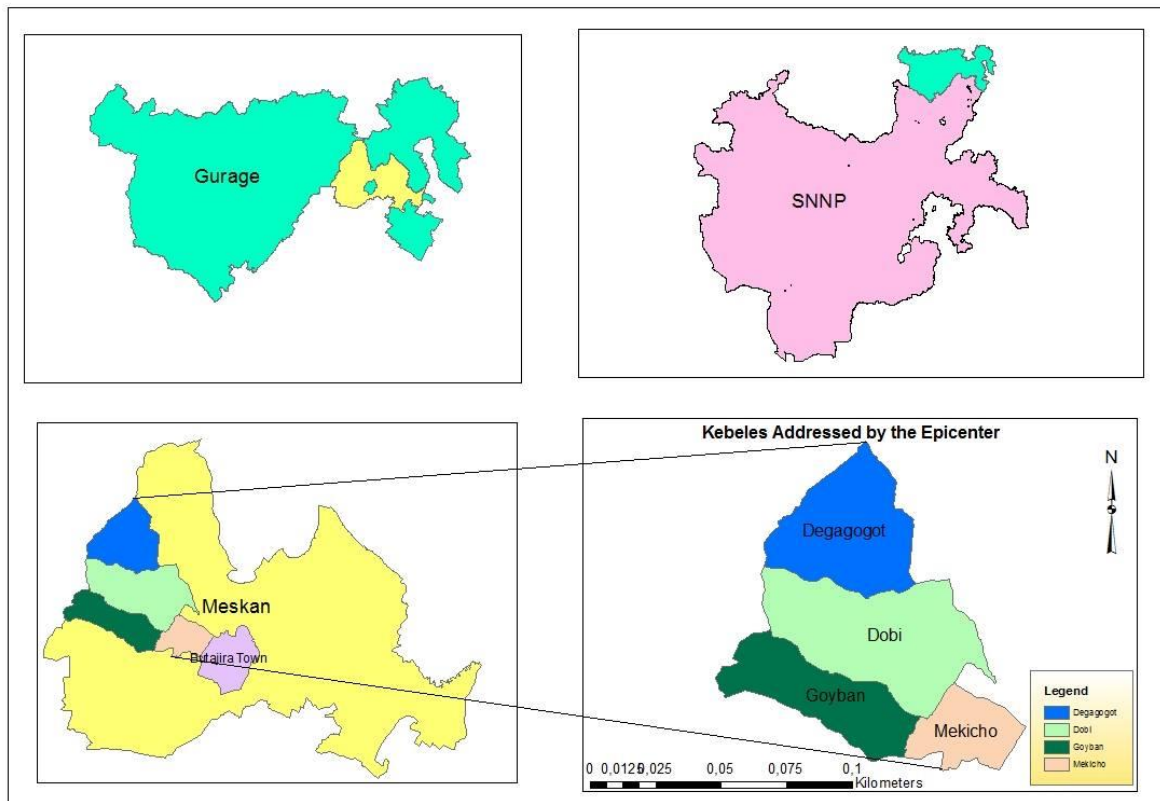 Gurage
SNNP
Meskan
Butajira Town
Kebeles Addressed by the Epicenter
N
Degagogot
Dobi
Goyban
Mekicho
Legend
Degagogot
Dobi
Goyban
Mekicho
0 0,0125 0,025 0,05 0,075 0,1
Kilometers